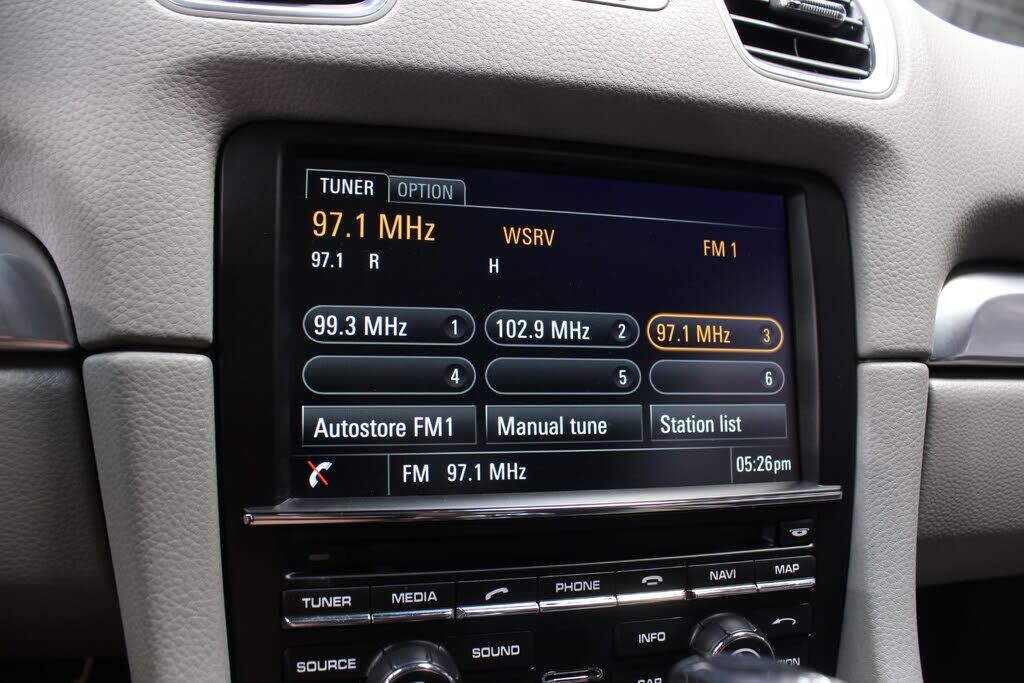 TUNER OPTION
97.1 MHz WSRV FM 1
97.1 R H
99.3 MHz 1 102.9 MHz 2 97.1 MHz 3
4 5 6
Autostore FM1 Manual tune Station list
FM 97.1 MHz 05:26pm
TUNER MEDIA PHONE NAVI MAP
SOURCE SOUND INFO
CAR